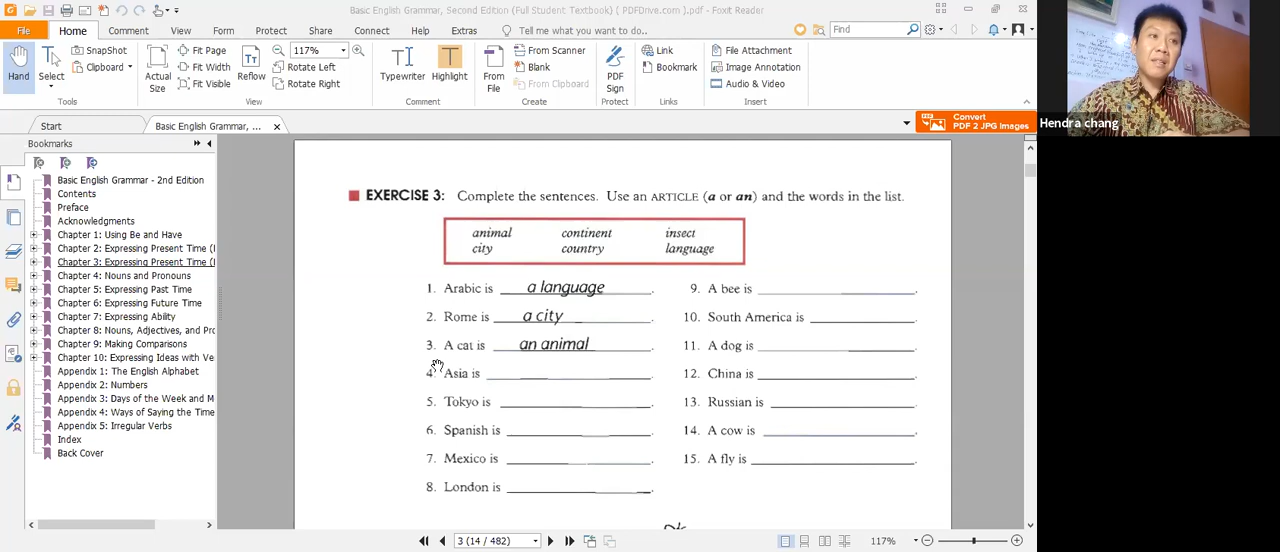 Basic English Grammar, Second Edition (Full Student Textbook) ( PDFDrive.com ).pdf - Foxit Reader
File Home Comment View Form Protect Share Connect Help Extras Tell me what you want to do.. Find
Hand
Select
SnapShot
Clipboard
Actual Size
Fit Page
Fit Width
Fit Visible
Reflow
117%
Rotate Left
Rotate Right
Typewriter
Highlight
From File
From Scanner
Blank
From Clipboard
PDF Sign
Link
Bookmark
File Attachment
Image Annotation
Audio & Video
Tools View Comment Create Protect Links Insert
Start
Basic English Grammar, ...
Convert
PDF 2 JPG Images
Hendra chang
Bookmarks
Basic English Grammar - 2nd Edition
Contents
Preface
Acknowledgments
Chapter 1: Using Be and Have
Chapter 2: Expressing Present Time (
Chapter 3: Expressing Present Time (
Chapter 4: Nouns and Pronouns
Chapter 5: Expressing Past Time
Chapter 6: Expressing Future Time
Chapter 7: Expressing Ability
Chapter 8: Nouns, Adjectives, and Pro
Chapter 9: Making Comparisons
Chapter 10: Expressing Ideas with Ve
Appendix 1: The English Alphabet
Appendix 2: Numbers
Appendix 3: Days of the Week and M
Appendix 4: Ways of Saying the Time
Appendix 5: Irregular Verbs
Index
Back Cover
EXERCISE 3: Complete the sentences. Use an ARTICLE (a or an) and the words in the list.
animal continent insect
city country language
1. Arabic is a language.
2. Rome is a city.
3. A cat is an animal.
4. Asia is ____.
5. Tokyo is ____.
6. Spanish is ____.
7. Mexico is ____.
8. London is ____.
9. A bee is ____.
10. South America is ____.
11. A dog is ____.
12. China is ____.
13. Russian is ____.
14. A cow is ____.
15. A fly is ____.
3 (14 / 482)
117%